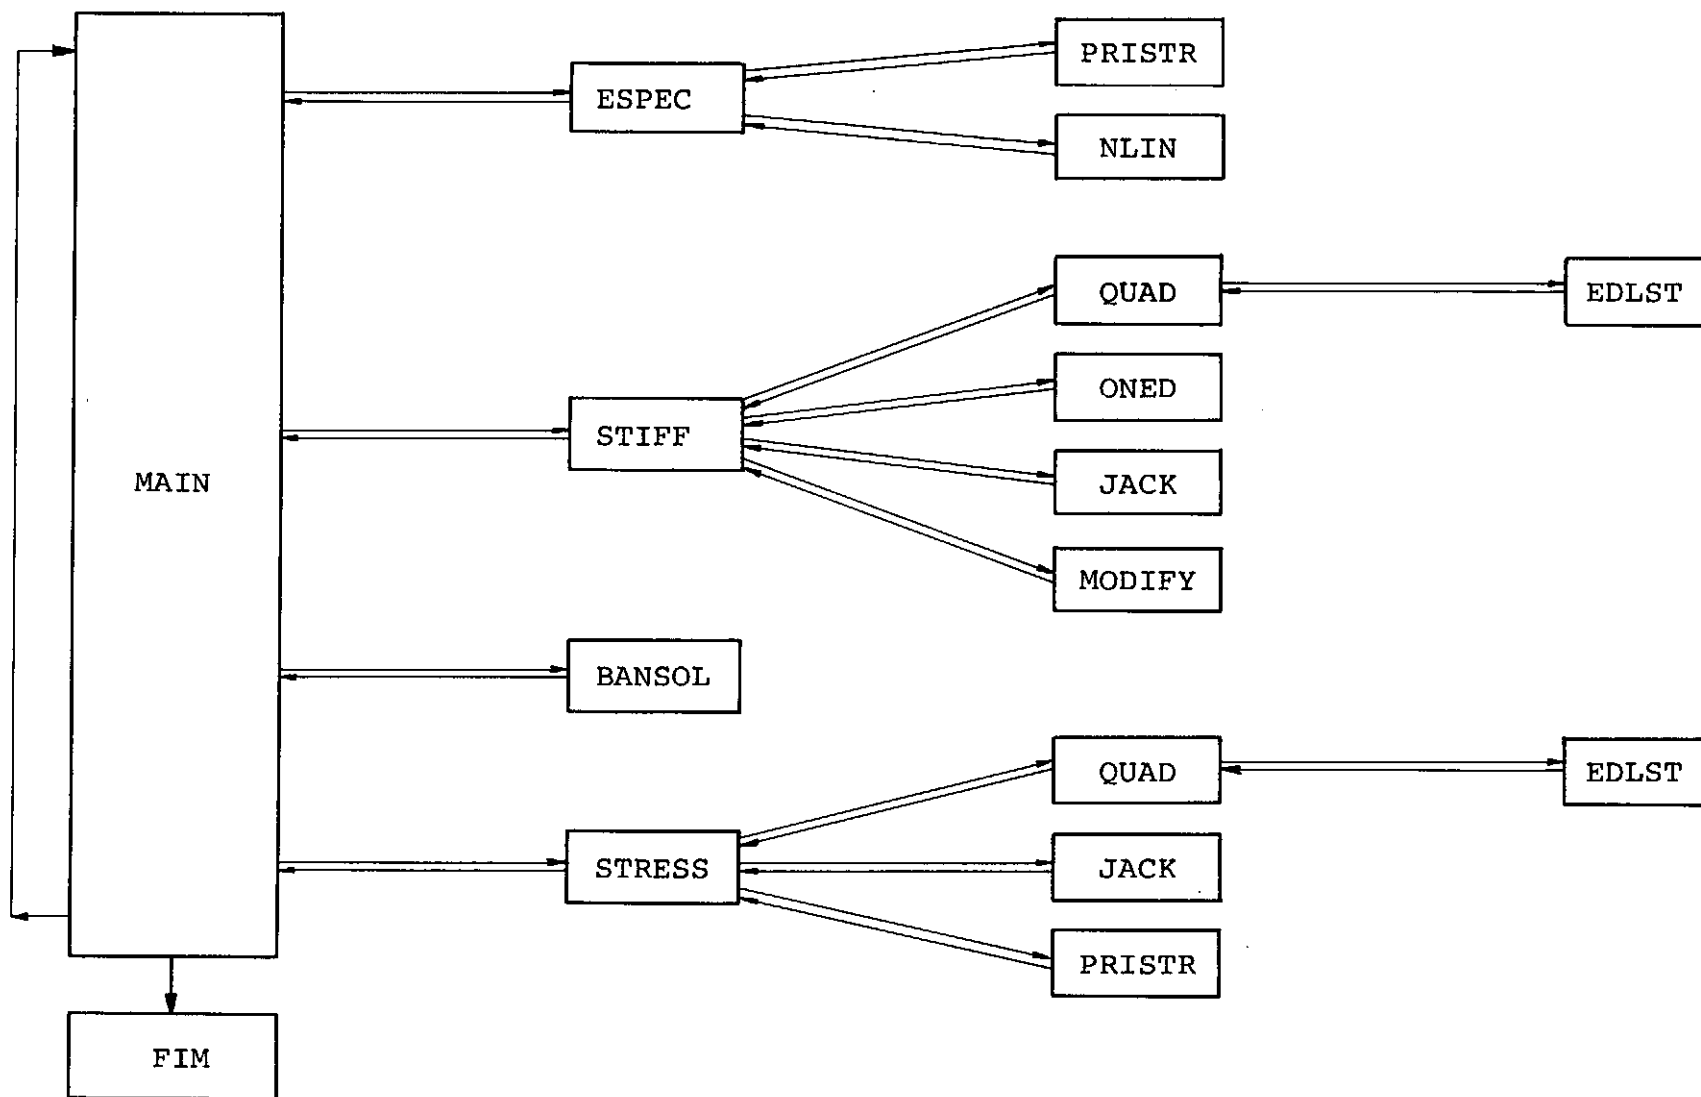 PRISTR
ESPEC
NLIN
QUAD
EDLST
ONED
STIFF
JACK
MAIN
MODIFY
BANSOL
QUAD
EDLST
STRESS
JACK
PRISTR
FIM